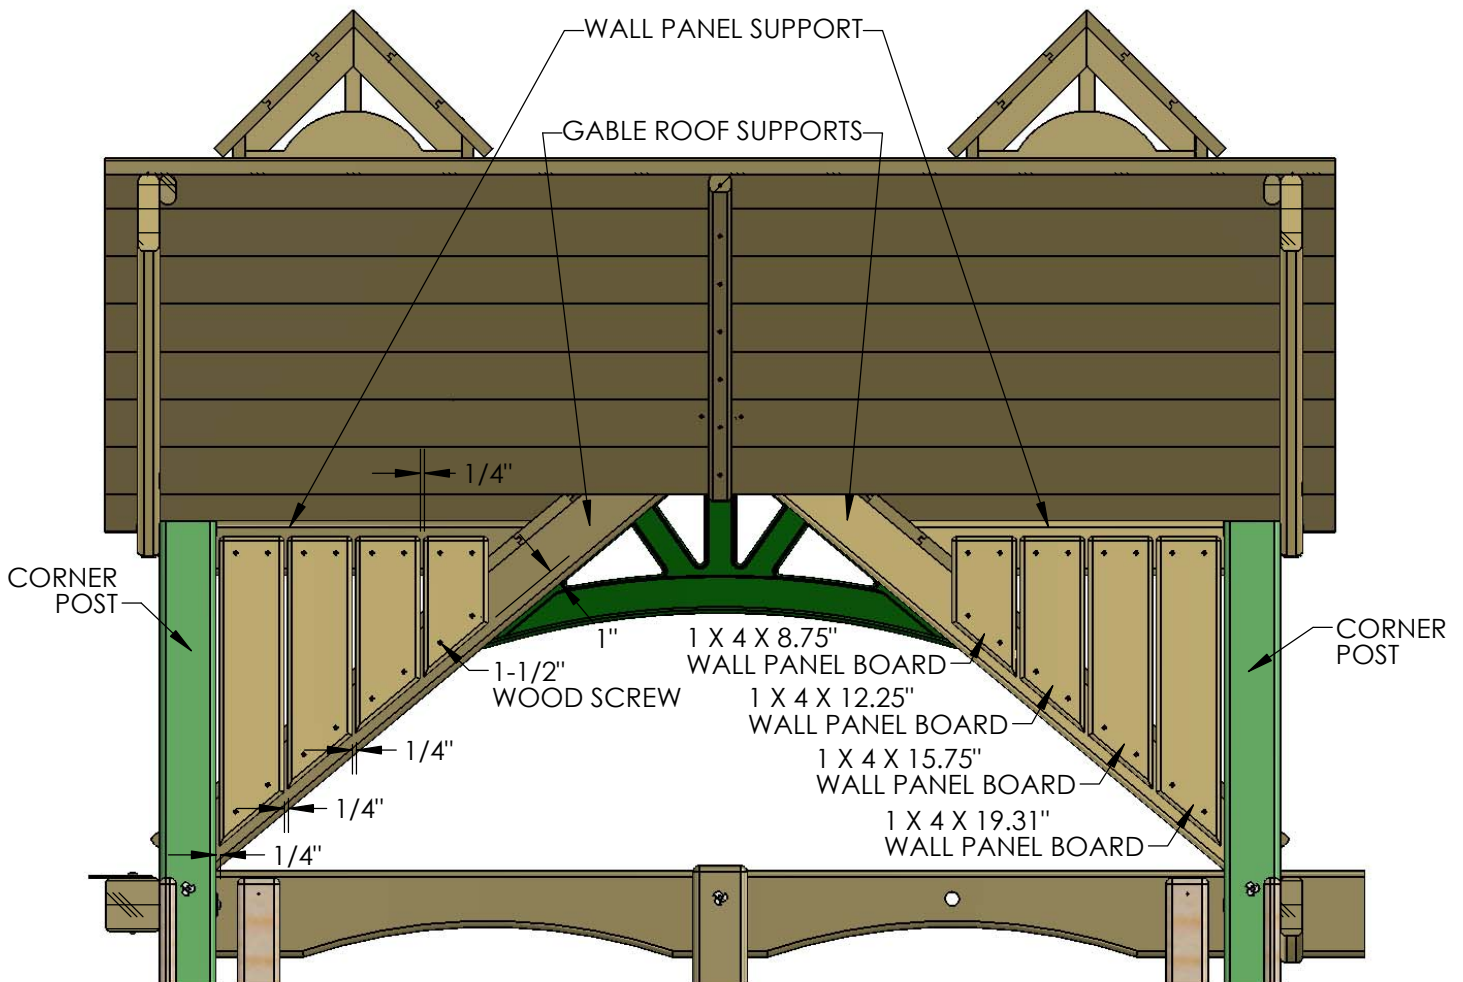 WALL PANEL SUPPORT
GABLE ROOF SUPPORTS
1/4"
CORNER
POST
1"
1-1/2"
WOOD SCREW
1 X 4 X 8.75"
WALL PANEL BOARD
CORNER
POST
1 X 4 X 12.25"
WALL PANEL BOARD
1/4"
1 X 4 X 15.75"
WALL PANEL BOARD
1/4"
1 X 4 X 19.31"
WALL PANEL BOARD
1/4"